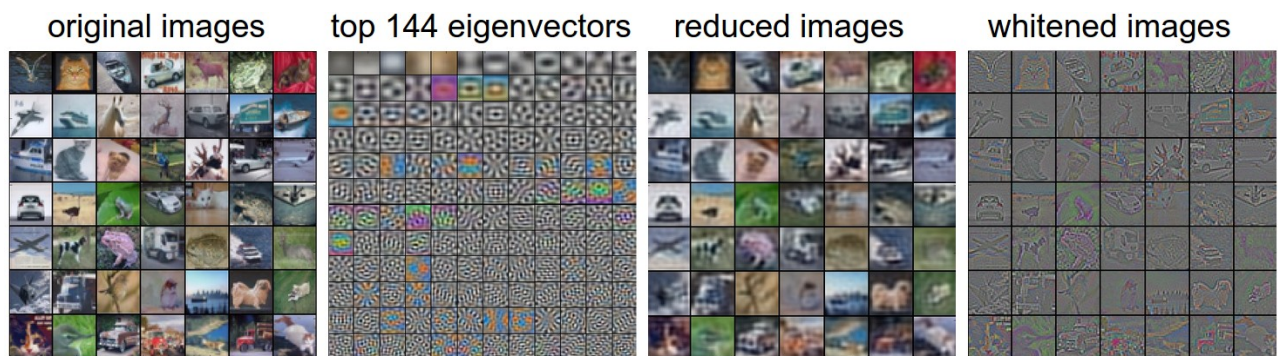 original images
top 144 eigenvectors
reduced images
whitened images